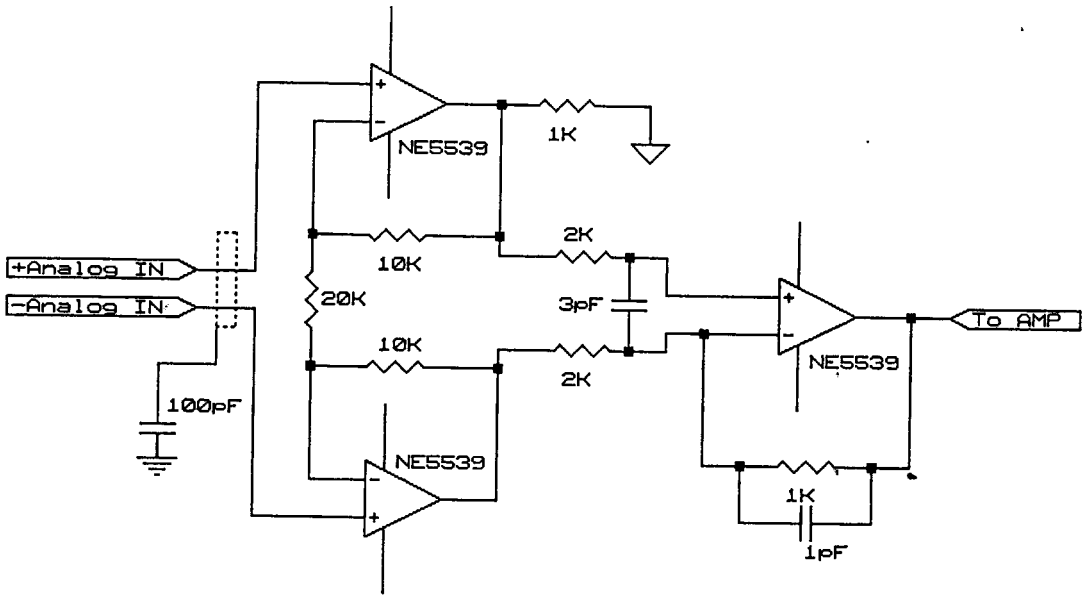 +
-
NE5539
1K
2K
10K
+Analog IN
20K
3pF
+
-
-Analog IN
To AMP
10K
2K
NE5539
100pF
NE5539
-
+
1K
1pF